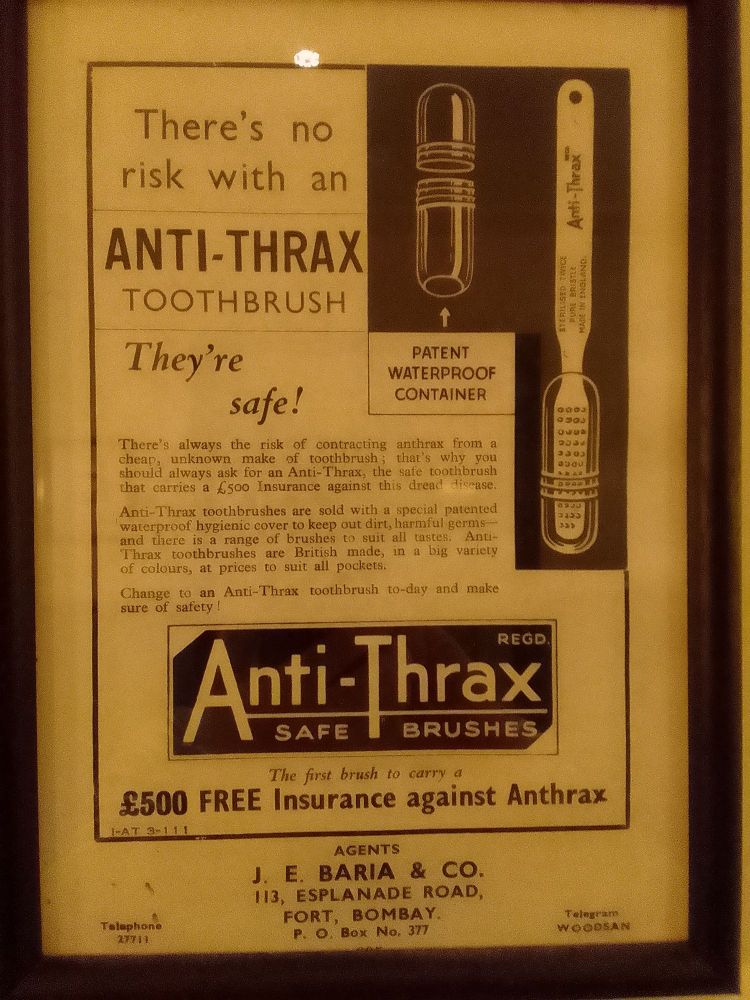 There's no
risk with an
ANTI-THRAX
TOOTHBRUSH
They're
safe!
PATENT
WATERPROOF
CONTAINER
Anti-Thrax
STERILISED TWICE
PURE BRISTLE
MADE IN ENGLAND.
There's always the risk of contracting anthrax from a
cheap, unknown make of toothbrush; that's why you
should always ask for an Anti-Thrax, the safe toothbrush
that carries a £500 Insurance against this dread disease.
Anti-Thrax toothbrushes are sold with a special patented
waterproof hygienic cover to keep out dirt, harmful germs—
and there is a range of brushes to suit all tastes. Anti-
Thrax toothbrushes are British made, in a big variety
of colours, at prices to suit all pockets.
Change to an Anti-Thrax toothbrush to-day and make
sure of safety!
REGD.
Anti-Thrax
SAFE BRUSHES
The first brush to carry a
£500 FREE Insurance against Anthrax
1-AT 3-111
AGENTS
J. E. BARIA & CO.
113, ESPLANADE ROAD,
FORT, BOMBAY.
P. O. Box No. 377
Telephone
27711
Telegram
WOODSAN